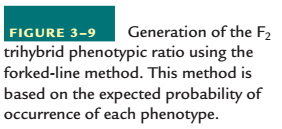 FIGURE 3–9 Generation of the F₂
trihybrid phenotypic ratio using the
forked-line method. This method is
based on the expected probability of
occurrence of each phenotype.